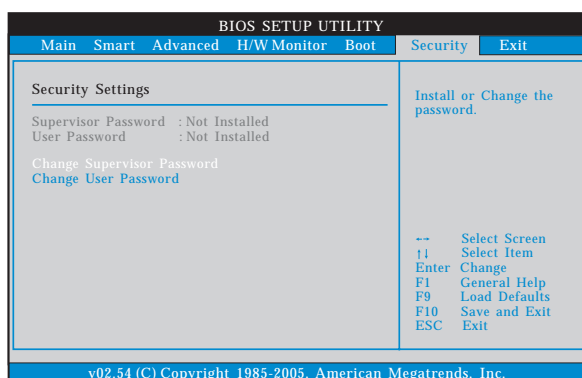 BIOS SETUP UTILITY
Main Smart Advanced H/W Monitor Boot Security Exit
Security Settings
Supervisor Password : Not Installed
User Password : Not Installed
Change Supervisor Password
Change User Password
Install or Change the
password.
←→ Select Screen
↑↓ Select Item
Enter Change
F1 General Help
F9 Load Defaults
F10 Save and Exit
ESC Exit
v02.54 (C) Copyright 1985-2005, American Megatrends, Inc.